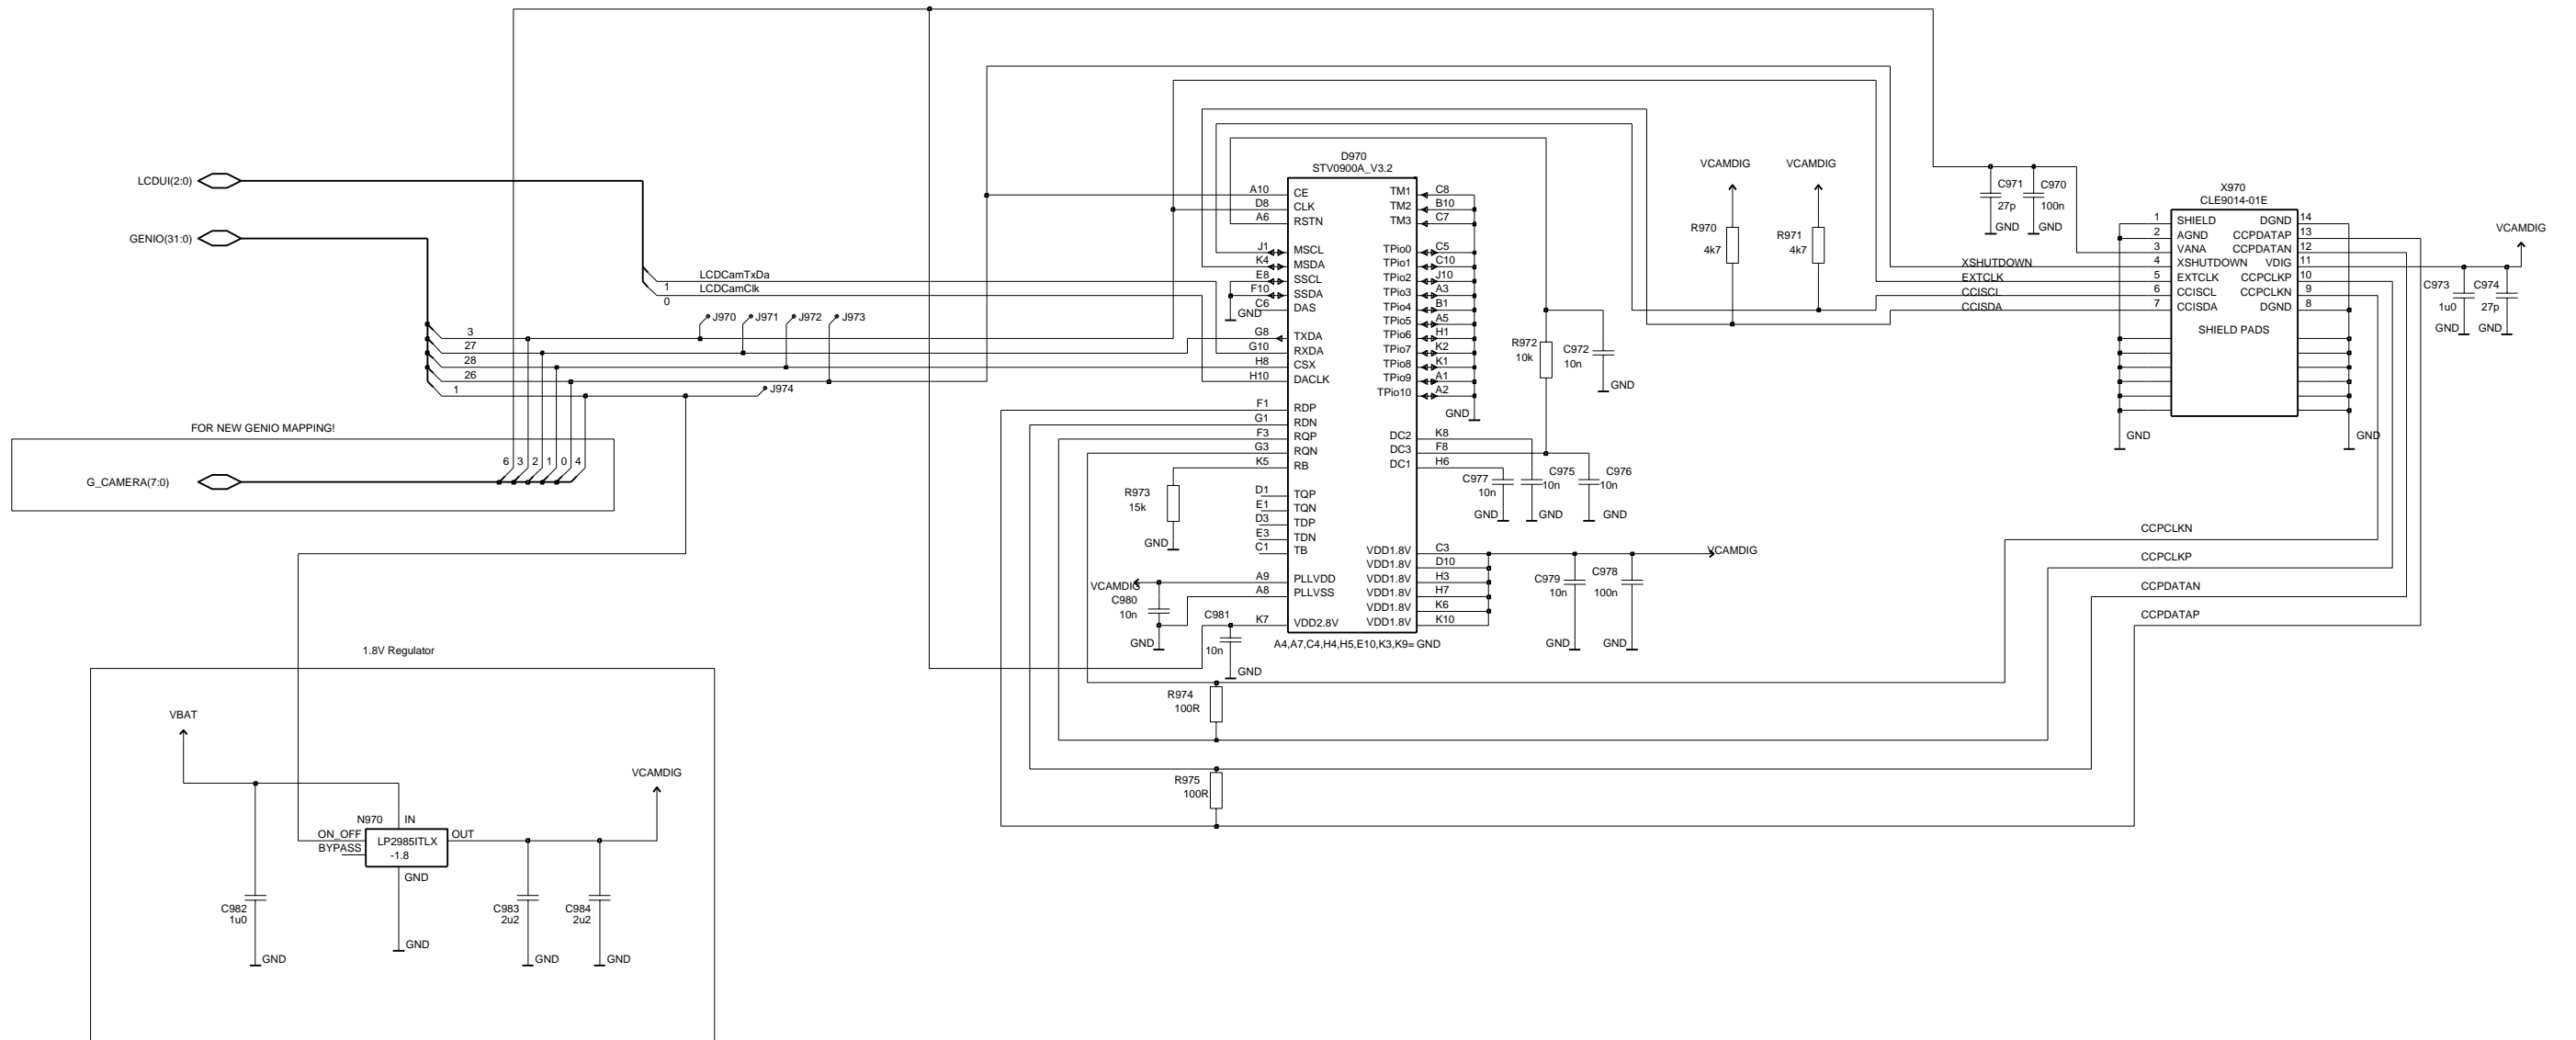 LCDUI(2:0)
GENIO(31:0)
LCDCamTxDa
1
LCDCamClk
0
J970
J971
J972
J973
3
27
28
26
1
J974
FOR NEW GENIO MAPPING!
6 3 2 1 0 4
G_CAMERA(7:0)
1.8V Regulator
VBAT
VCAMDIG
N970
IN
ON_OFF
BYPASS
LP2985ITLX
-1.8
OUT
GND
C982
1u0
GND
GND
C983
2u2
GND
C984
2u2
GND
D970
STV0900A_V3.2
A10 CE
D8 CLK
A6 RSTN
J1 MSCL
K4 MSDA
E8 SSCL
F10 SSDA
C6 DAS
GND
G8 TXDA
G10 RXDA
H8 CSX
H10 DACLK
F1 RDP
G1 RDN
F3 RQP
G3 RQN
K5 RB
D1 TQP
E1 TQN
D3 TDP
E3 TDN
C1 TB
A9 PLLVDD
A8 PLLVSS
K7 VDD2.8V
TM1 C8
TM2 B10
TM3 C7
TPio0 C5
TPio1 C10
TPio2 J10
TPio3 A3
TPio4 B1
TPio5 A5
TPio6 H1
TPio7 K2
TPio8 K1
TPio9 A1
TPio10 A2
GND
DC2 K8
DC3 F8
DC1 H6
VDD1.8V C3
VDD1.8V D10
VDD1.8V H3
VDD1.8V H7
VDD1.8V K6
VDD1.8V K10
A4,A7,C4,H4,H5,E10,K3,K9= GND
R973
15k
GND
VCAMDIG
C980
10n
GND
C981
10n
GND
R974
100R
R975
100R
R972
10k
C972
10n
GND
C977
10n
GND
C975
10n
GND
C976
10n
GND
VCAMDIG
C979
10n
GND
C978
100n
GND
VCAMDIG
R970
4k7
VCAMDIG
R971
4k7
C971
27p
GND
C970
100n
GND
XSHUTDOWN
EXTCLK
CCISCL
CCISDA
X970
CLE9014-01E
1 SHIELD
2 AGND
3 VANA
4 XSHUTDOWN
5 EXTCLK
6 CCISCL
7 CCISDA
DGND 14
CCPDATAP 13
CCPDATAN 12
VDIG 11
CCPCLKP 10
CCPCLKN 9
DGND 8
SHIELD PADS
GND
GND
VCAMDIG
C973
1u0
GND
C974
27p
GND
CCPCLKN
CCPCLKP
CCPDATAN
CCPDATAP